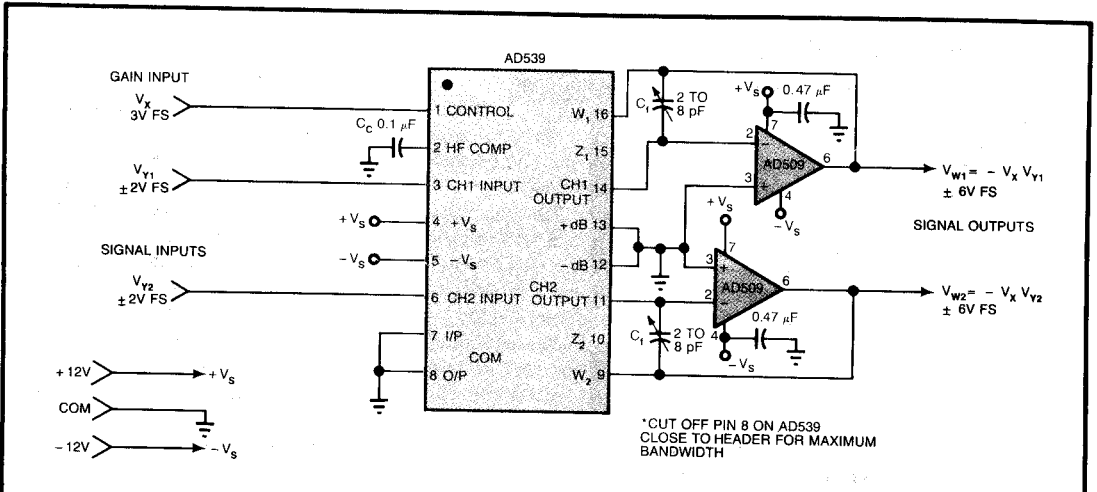 AD539
GAIN INPUT
V_X
3V FS
C_C 0.1 µF
V_Y1
±2V FS
+V_S
SIGNAL INPUTS
-V_S
V_Y2
±2V FS
1 CONTROL
2 HF COMP
3 CH1 INPUT
4 +V_S
5 -V_S
6 CH2 INPUT
7 I/P
COM
8 O/P
W_1 16
Z_1 15
CH1 14
OUTPUT
+dB 13
-dB 12
CH2
OUTPUT 11
Z_2 10
W_2 9
C_f
2 TO
8 pF
+V_S
0.47 µF
7
2
-
AD509
6
3
+
4
-V_S
+V_S
7
3
+
AD509
6
2
-
4
0.47 µF
-V_S
C_f
2 TO
8 pF
V_W1 = - V_X V_Y1
± 6V FS
SIGNAL OUTPUTS
V_W2 = - V_X V_Y2
± 6V FS
+12V
+V_S
COM
-12V
-V_S
*CUT OFF PIN 8 ON AD539
CLOSE TO HEADER FOR MAXIMUM
BANDWIDTH